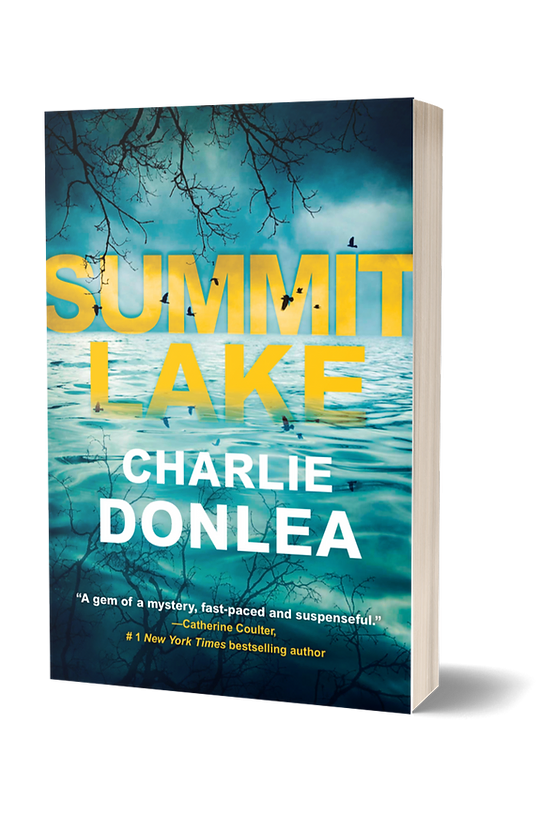 SUMMIT
LAKE
CHARLIE
DONLEA
“A gem of a mystery, fast-paced and suspenseful.”
—Catherine Coulter,
# 1 New York Times bestselling author